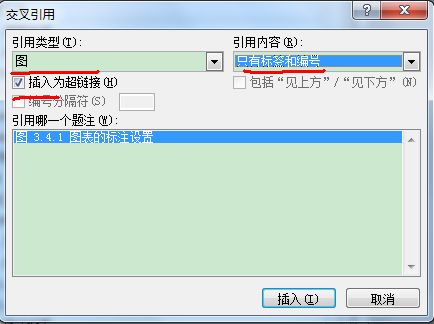 交叉引用
引用类型(T):
引用内容(R):
图
只有标签和编号
插入为超链接(H)
包括“见上方”/“见下方”(N)
编号分隔符(S)
引用哪一个题注(W):
图 3.4.1 图表的标注设置
插入(I)
取消